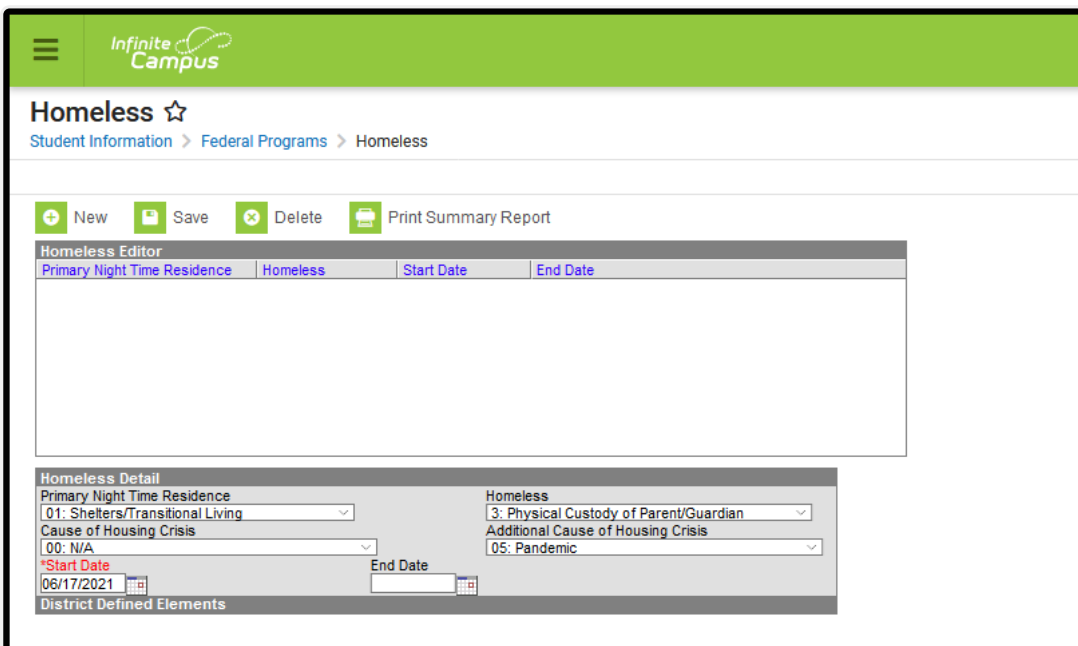 Infinite
Campus
Homeless
Student Information > Federal Programs > Homeless
New Save Delete Print Summary Report
Homeless Editor
Primary Night Time Residence Homeless Start Date End Date
Homeless Detail
Primary Night Time Residence Homeless
01: Shelters/Transitional Living 3: Physical Custody of Parent/Guardian
Cause of Housing Crisis Additional Cause of Housing Crisis
00: N/A 05: Pandemic
*Start Date End Date
06/17/2021
District Defined Elements